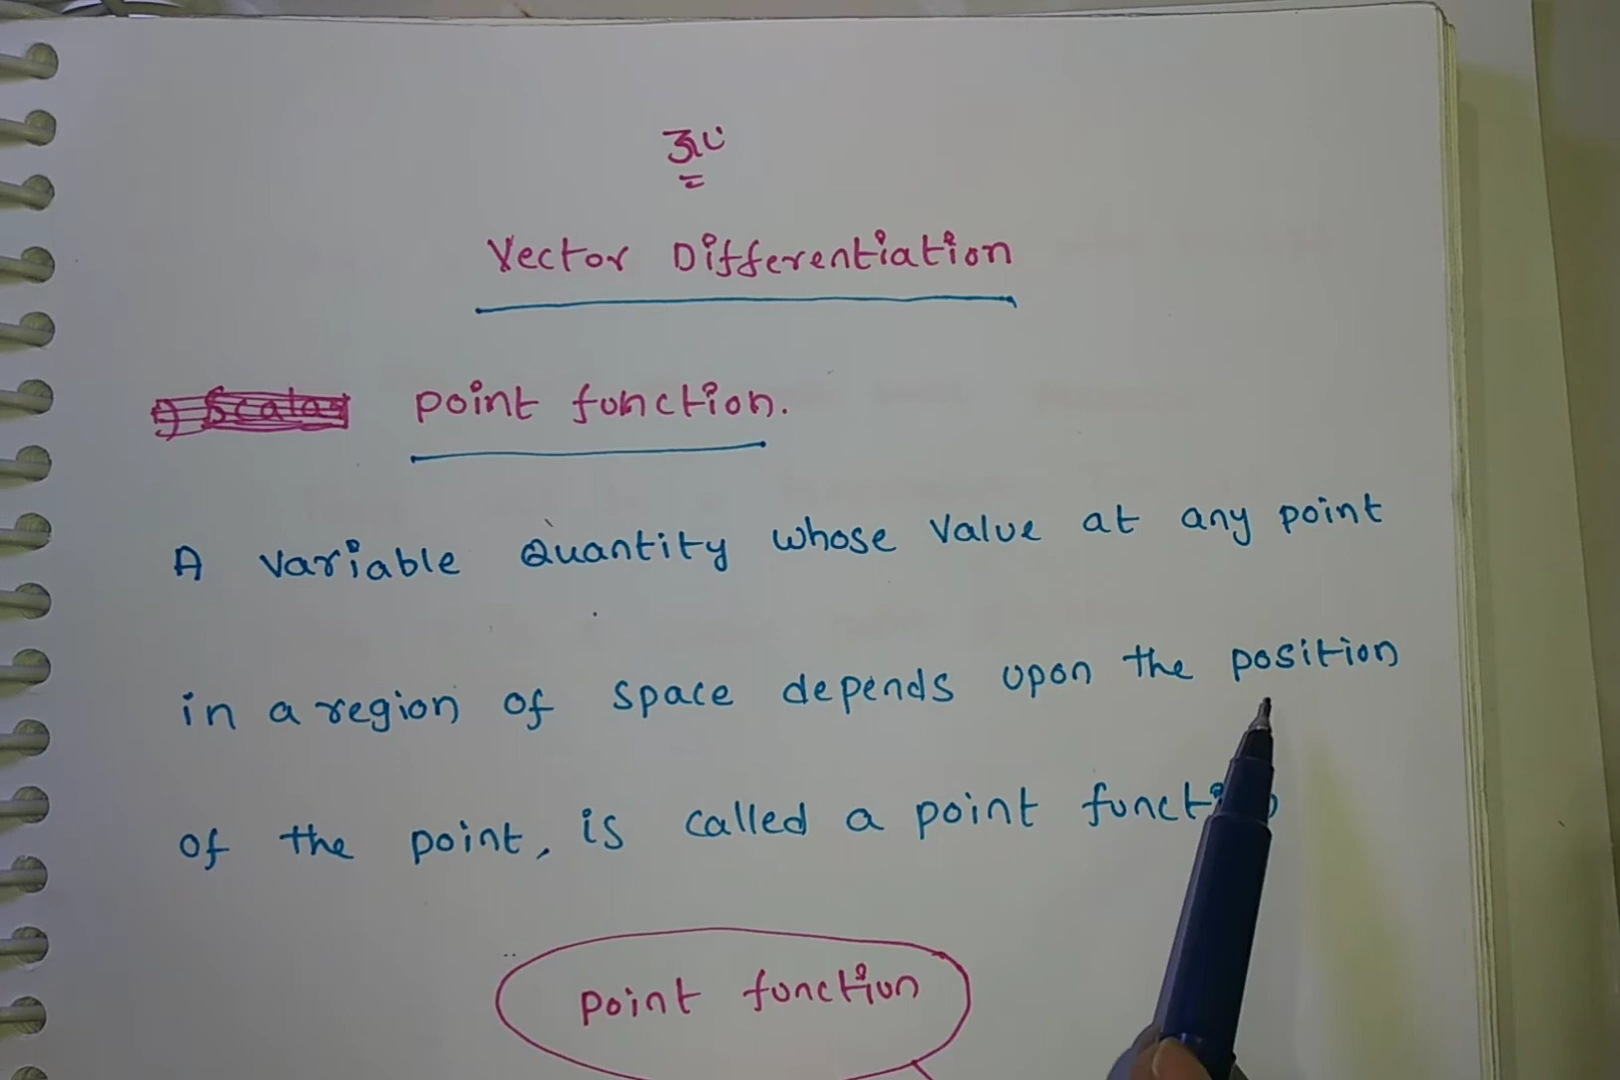 Vector Differentiation
point function.
A variable Quantity whose value at any point
in a region of space depends upon the position
of the point, is called a point
point function